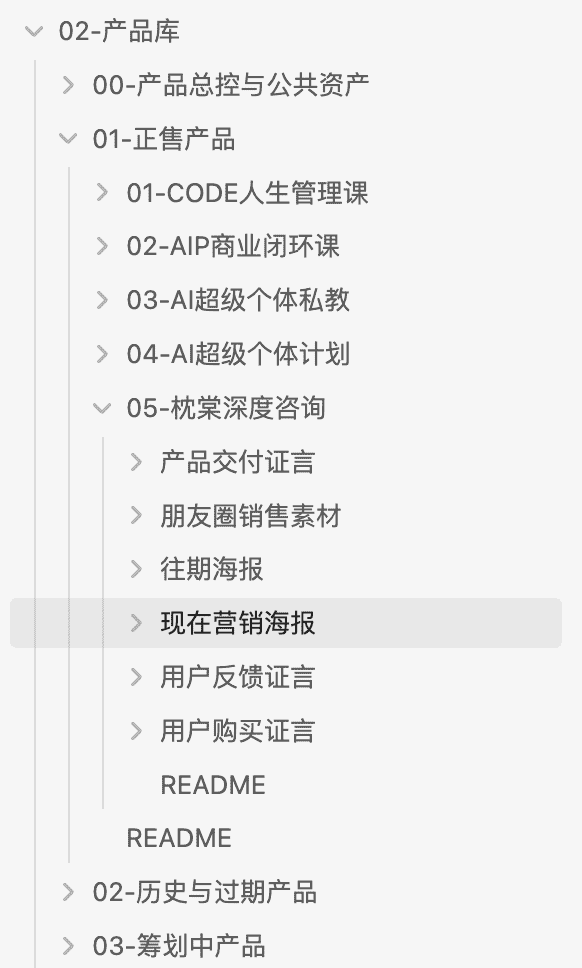 02-产品库
00-产品总控与公共资产
01-正售产品
01-CODE人生管理课
02-AIP商业闭环课
03-AI超级个体私教
04-AI超级个体计划
05-枕棠深度咨询
产品交付证言
朋友圈销售素材
往期海报
现在营销海报
用户反馈证言
用户购买证言
README
README
02-历史与过期产品
03-筹划中产品